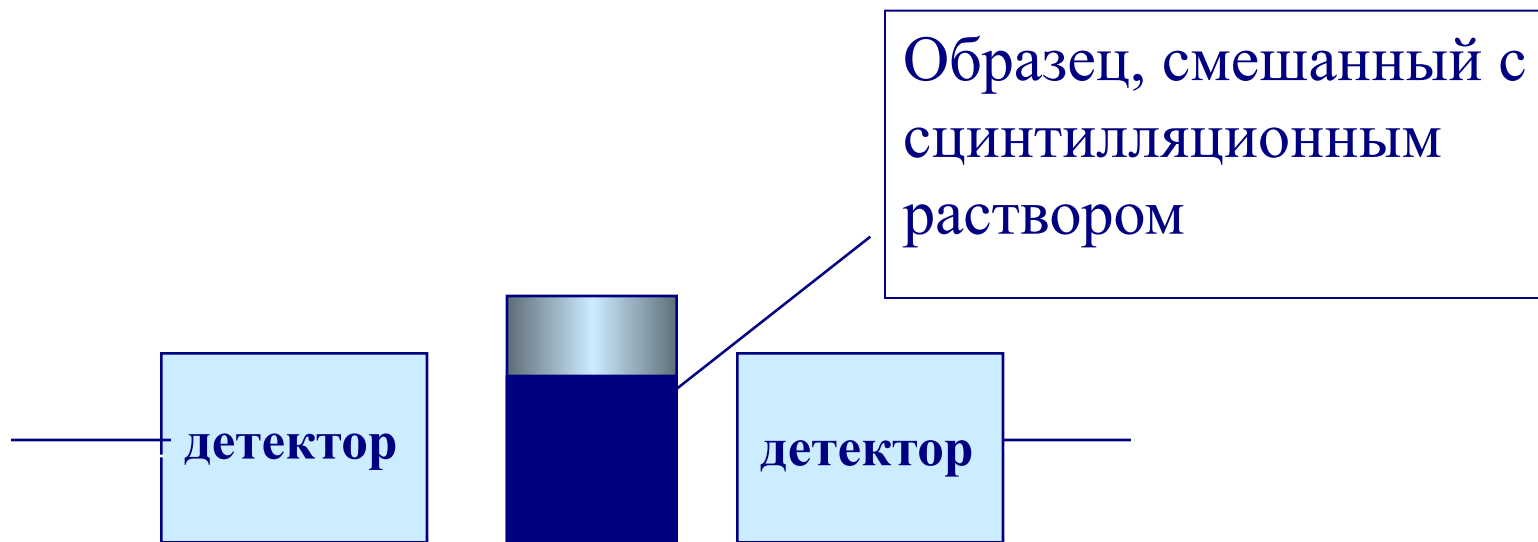 Образец, смешанный с
сцинтилляционным
раствором
детектор
детектор